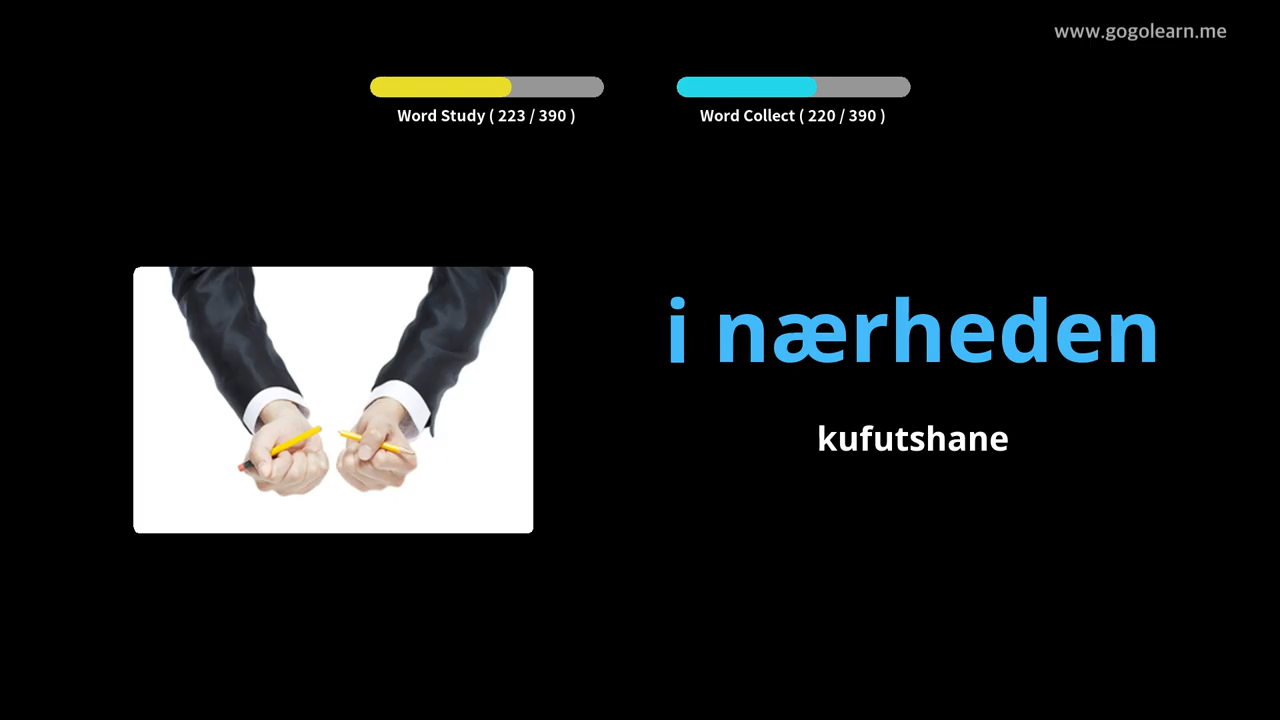 www.gogolearn.me
Word Study ( 223 / 390 )
Word Collect ( 220 / 390 )
i nærheden
kufutshane